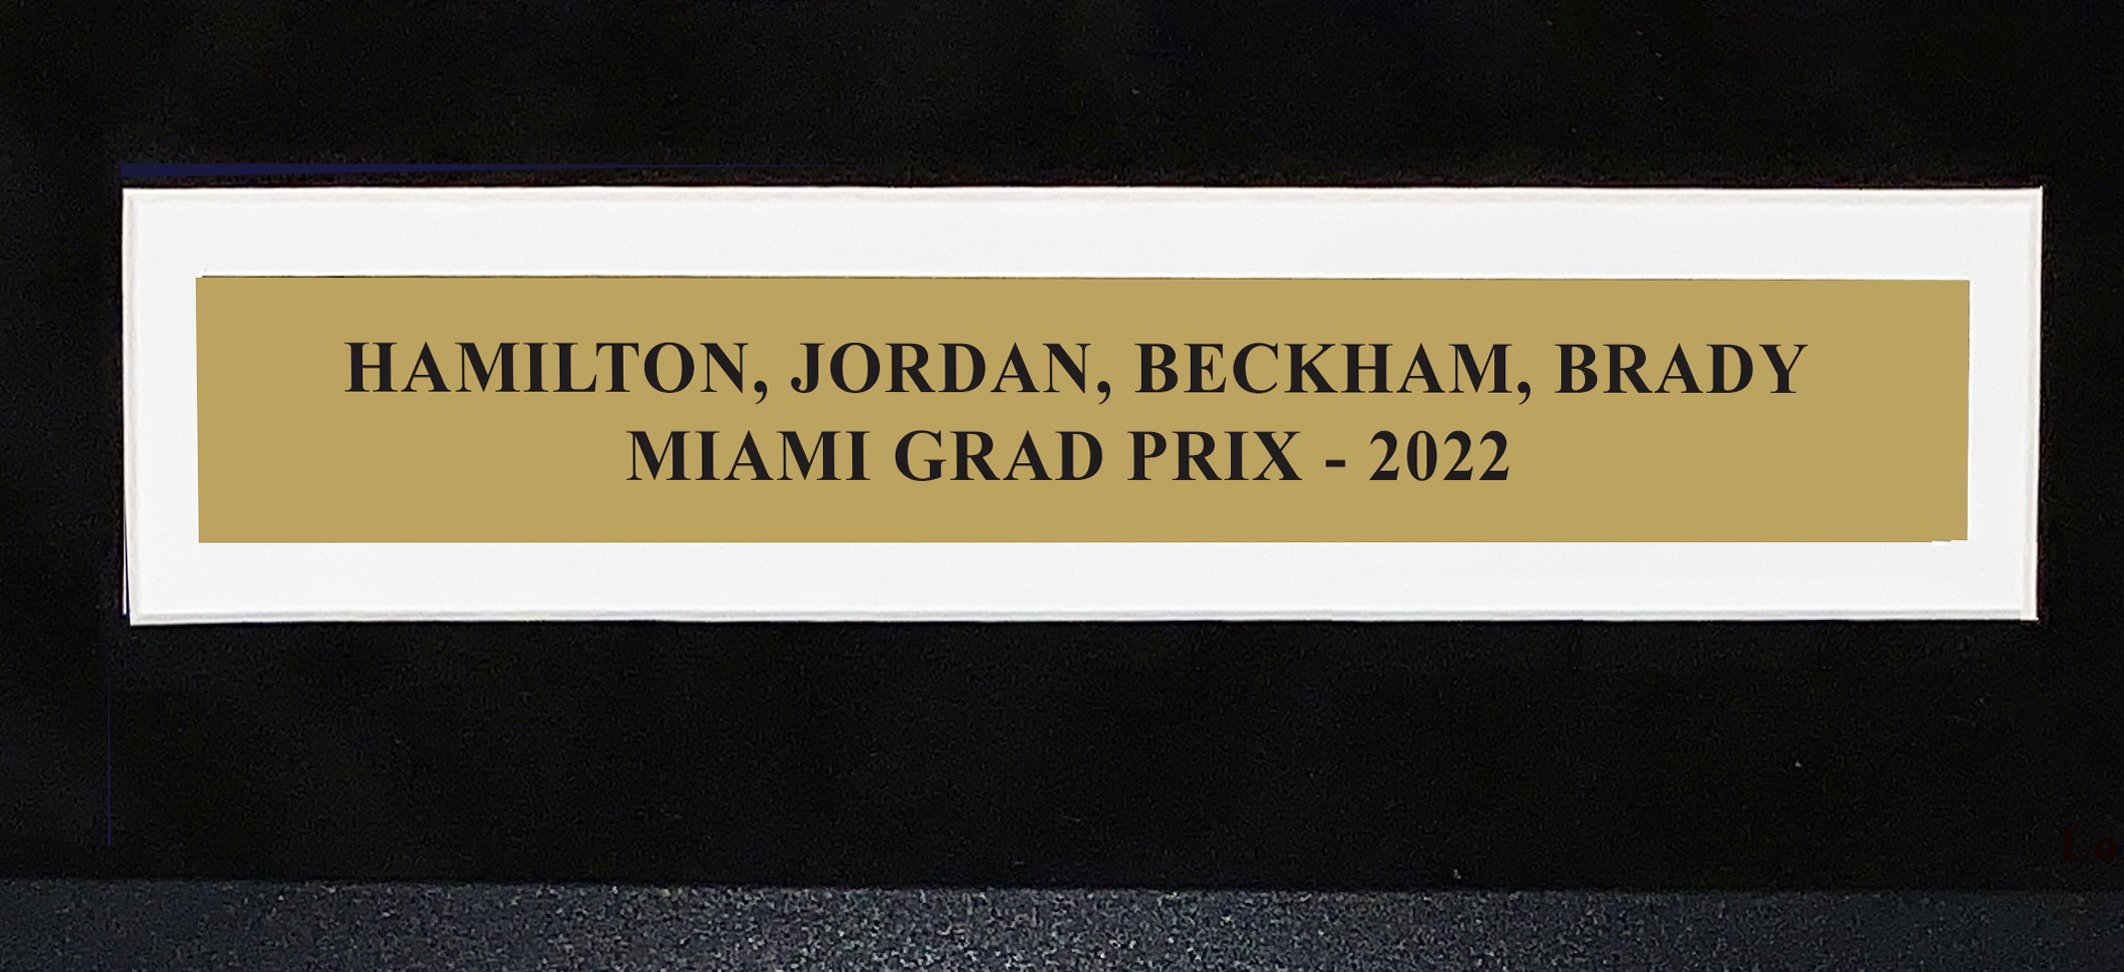 HAMILTON, JORDAN, BECKHAM, BRADY
MIAMI GRAD PRIX - 2022